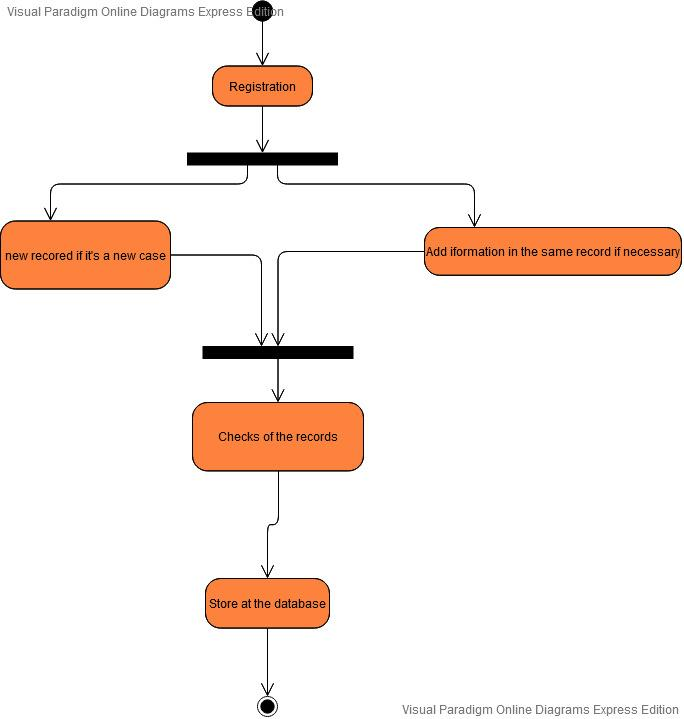 Visual Paradigm Online Diagrams Express Edition
Registration
new recored if it's a new case
Add iformation in the same record if necessary
Checks of the records
Store at the database
Visual Paradigm Online Diagrams Express Edition